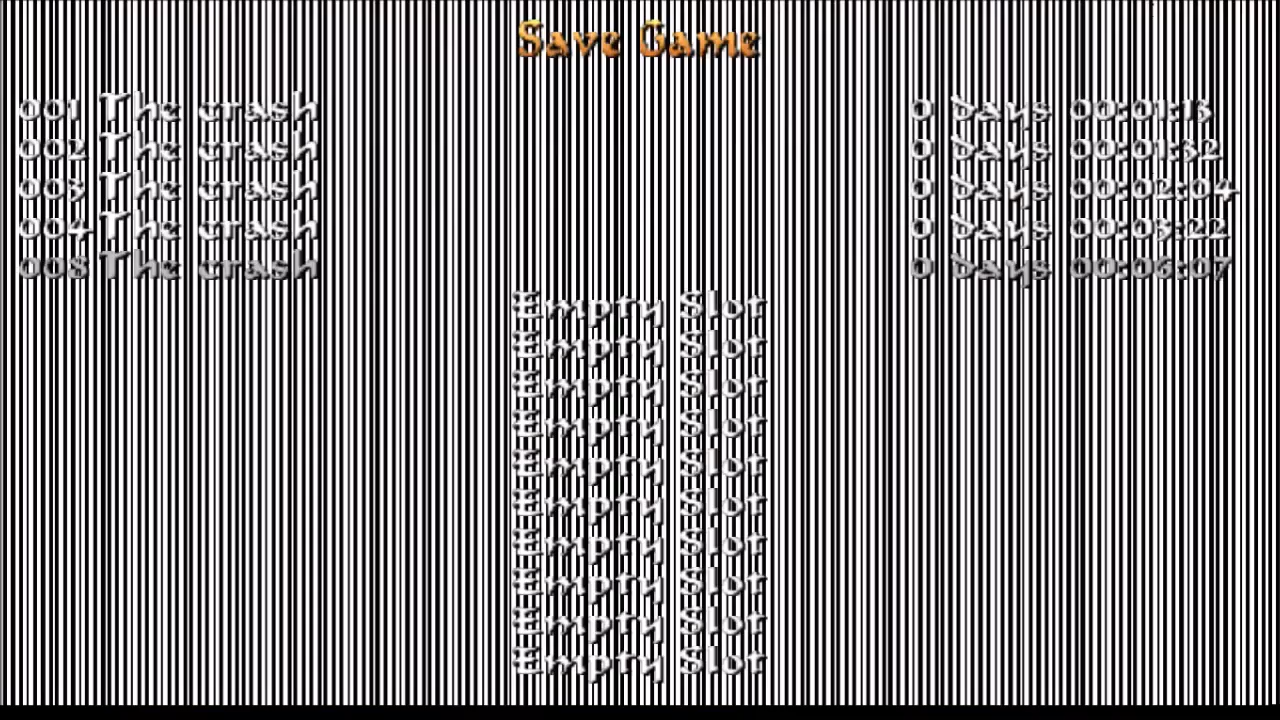 Save Game
001 The crash 0 days 00:01:13
002 The crash 0 days 00:01:32
003 The crash 0 days 00:02:04
004 The crash 0 days 00:03:22
008 The crash 0 days 00:06:07
Empty Slot
Empty Slot
Empty Slot
Empty Slot
Empty Slot
Empty Slot
Empty Slot
Empty Slot
Empty Slot
Empty Slot